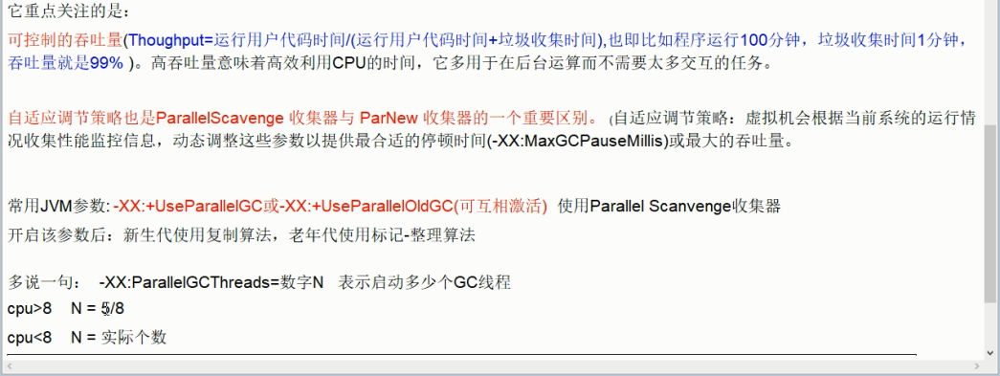 它重点关注的是：
可控制的吞吐量(Thoughput=运行用户代码时间/(运行用户代码时间+垃圾收集时间),也即比如程序运行100分钟，垃圾收集时间1分钟，
吞吐量就是99% )。高吞吐量意味着高效利用CPU的时间，它多用于在后台运算而不需要太多交互的任务。
自适应调节策略也是ParallelScavenge 收集器与 ParNew 收集器的一个重要区别。 (自适应调节策略：虚拟机会根据当前系统的运行情
况收集性能监控信息，动态调整这些参数以提供最合适的停顿时间(-XX:MaxGCPauseMillis)或最大的吞吐量。
常用JVM参数: -XX:+UseParallelGC或-XX:+UseParallelOldGC(可互相激活) 使用Parallel Scanvenge收集器
开启该参数后：新生代使用复制算法，老年代使用标记-整理算法
多说一句： -XX:ParallelGCThreads=数字N 表示启动多少个GC线程
cpu>8 N = 5/8
cpu<8 N = 实际个数